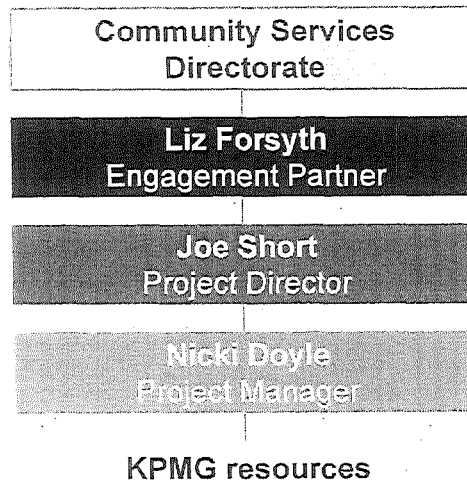 Community Services
Directorate
Liz Forsyth
Engagement Partner
Joe Short
Project Director
Nicki Doyle
Project Manager
KPMG resources